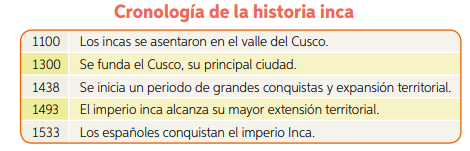 Cronología de la historia inca
1100 Los incas se asentaron en el valle del Cusco.
1300 Se funda el Cusco, su principal ciudad.
1438 Se inicia un periodo de grandes conquistas y expansión territorial.
1493 El imperio inca alcanza su mayor extensión territorial.
1533 Los españoles conquistan el imperio Inca.